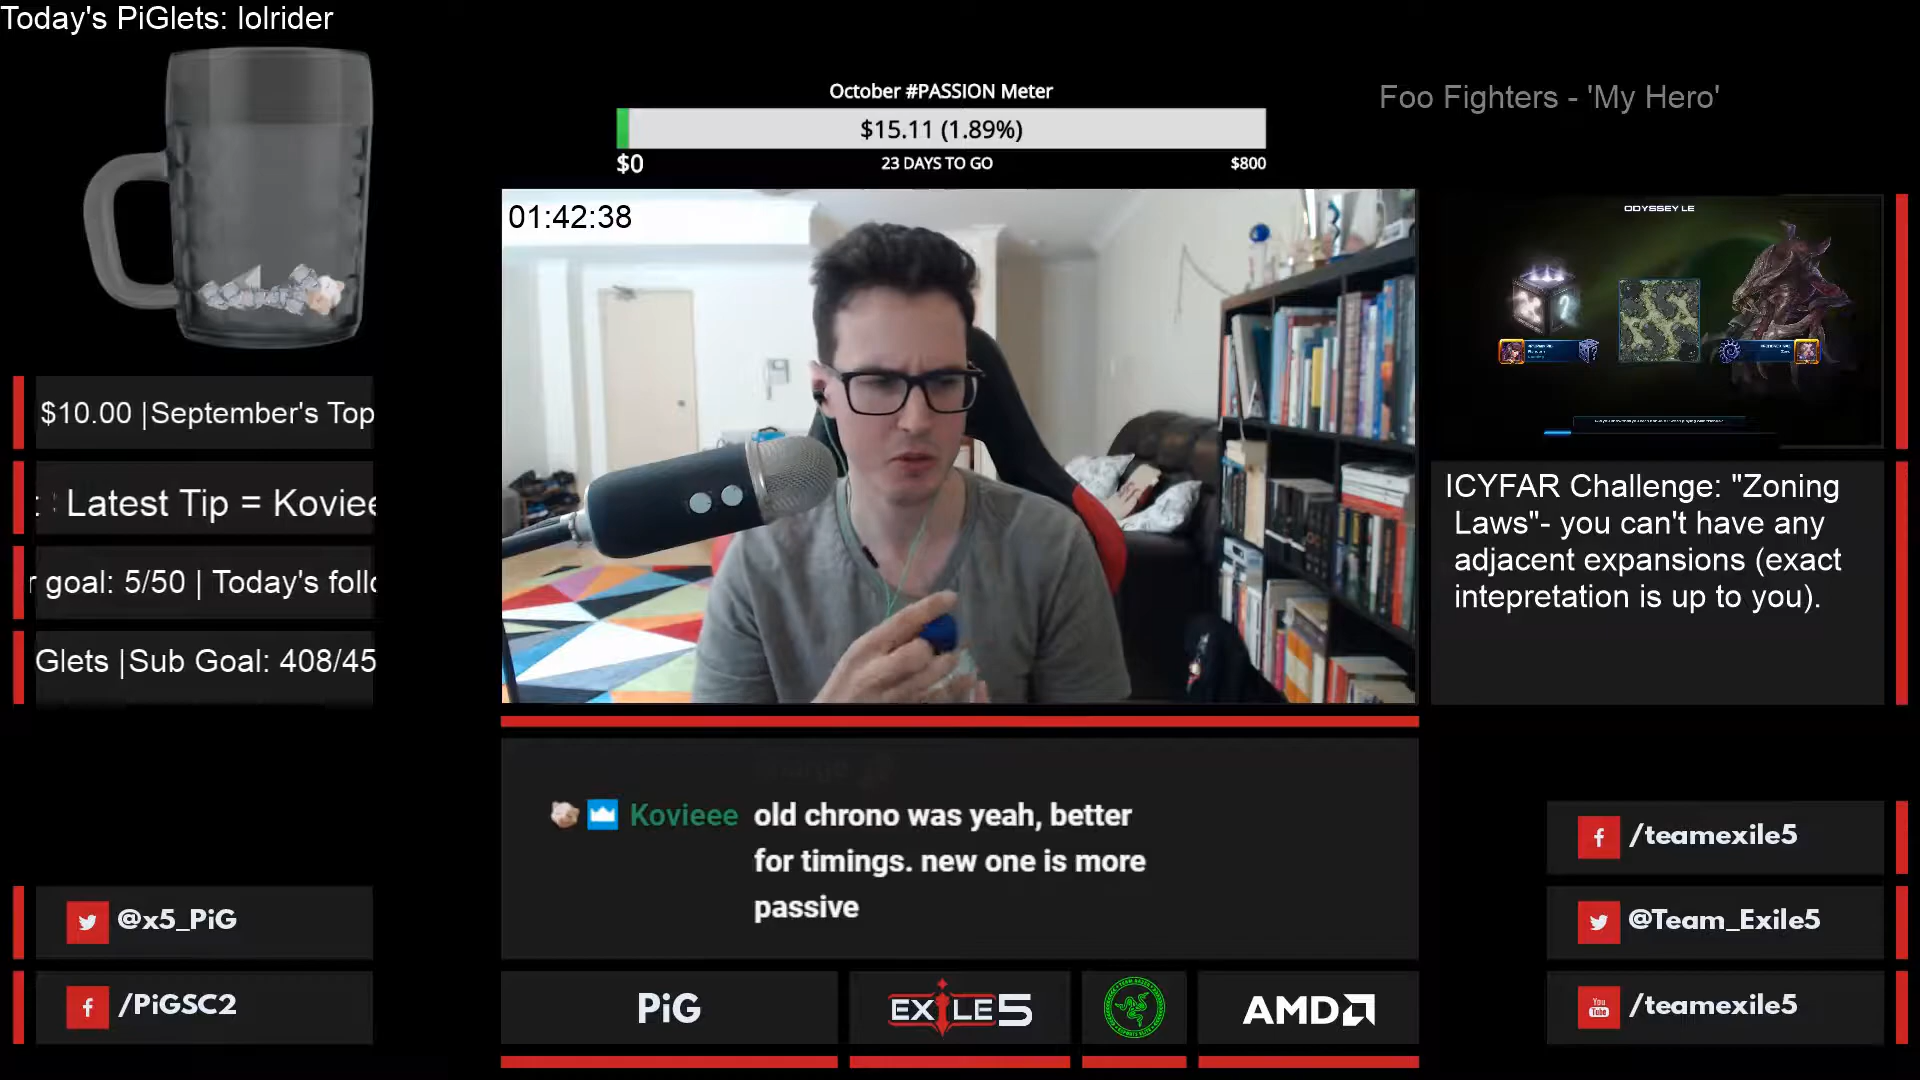 Today's PiGlets: lolrider
October #PASSION Meter
$15.11 (1.89%)
$0
23 DAYS TO GO
$800
Foo Fighters - 'My Hero'
01:42:38
ODYSSEY LE
$10.00 |September's Top
: Latest Tip = Koviee
r goal: 5/50 | Today's follo
Glets |Sub Goal: 408/45
ICYFAR Challenge: "Zoning
Laws"- you can't have any
adjacent expansions (exact
intepretation is up to you).
Kovieee old chrono was yeah, better
for timings. new one is more
passive
@x5_PiG
/PiGSC2
PiG
EXILE5
AMD
/teamexile5
@Team_Exile5
You
Tube
/teamexile5